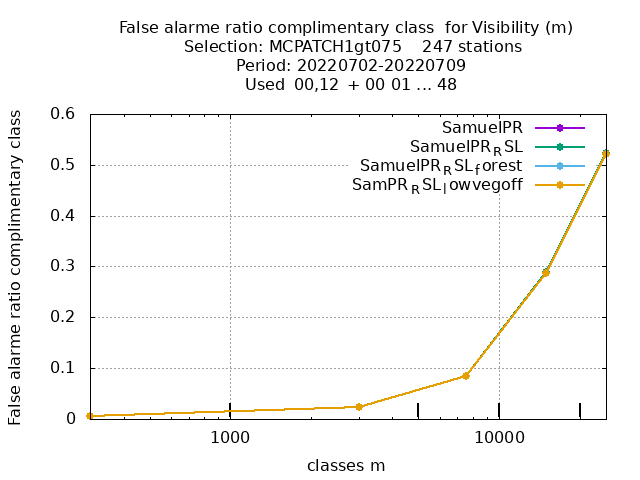 False alarme ratio complimentary class  for Visibility (m)
Selection: MCPATCH1gt075    247 stations
Period: 20220702-20220709
Used  00,12  + 00 01 ... 48
False alarme ratio complimentary class
0.6
0.5
0.4
0.3
0.2
0.1
0
SamuelPR
SamuelPR_RSL
SamuelPR_RSL_forest
SamPR_RSL_lowvegoff
1000
10000
classes m